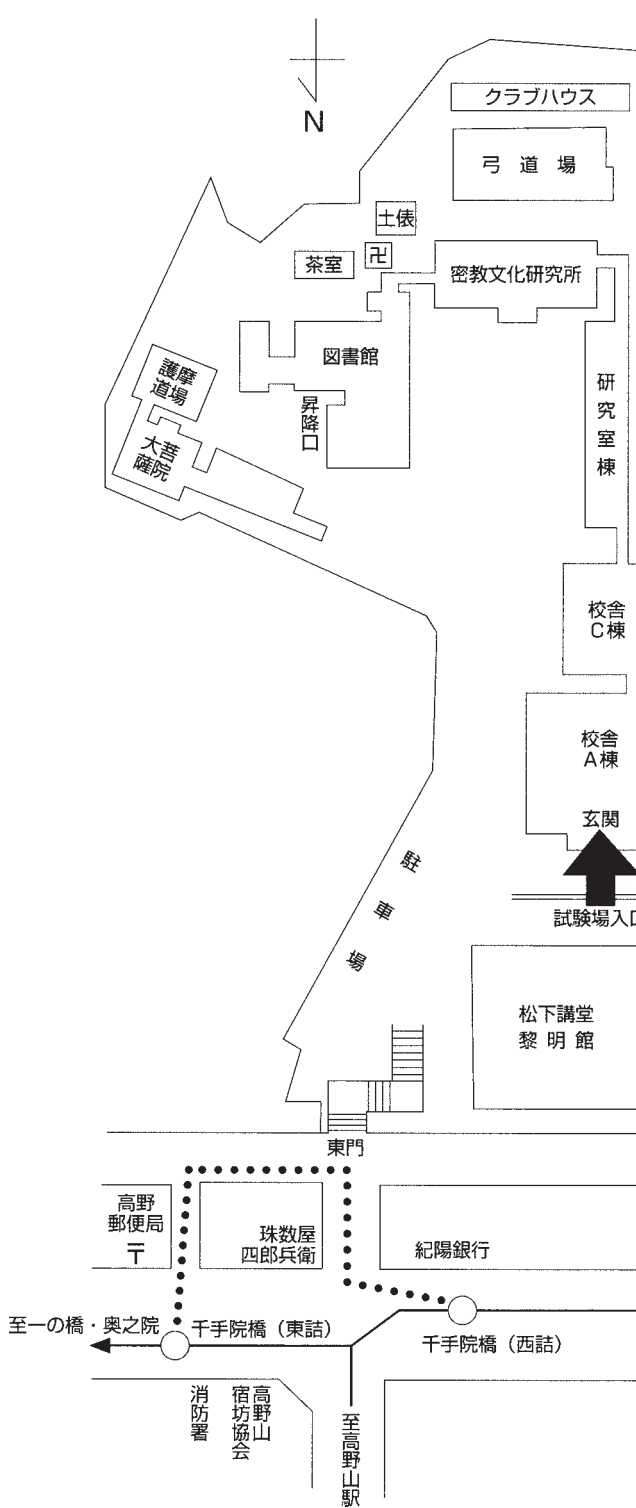 N
クラブハウス
弓道場
土俵
卍
茶室
密教文化研究所
図書館
昇降口
護摩
道場
大菩
薩院
研究室棟
校舎
C棟
校舎
A棟
玄関
試験場入口
駐車場
松下講堂
黎明館
東門
高野
郵便局
〒
珠数屋
四郎兵衛
紀陽銀行
至一の橋・奥之院
千手院橋（東詰）
千手院橋（西詰）
消防署
高野山
宿坊協会
至高野山駅